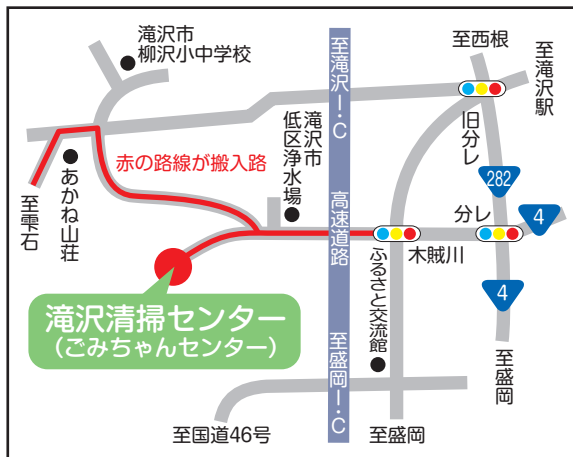 滝沢市
柳沢小中学校
至滝沢I・C
至西根
至滝沢駅
旧分レ
滝沢市
低区浄水場
赤の路線が搬入路
あかね山荘
至雫石
高速道路
282
分レ
4
木賊川
ふるさと交流館
4
滝沢清掃センター
(ごみちゃんセンター)
至盛岡I・C
至盛岡
至国道46号
至盛岡